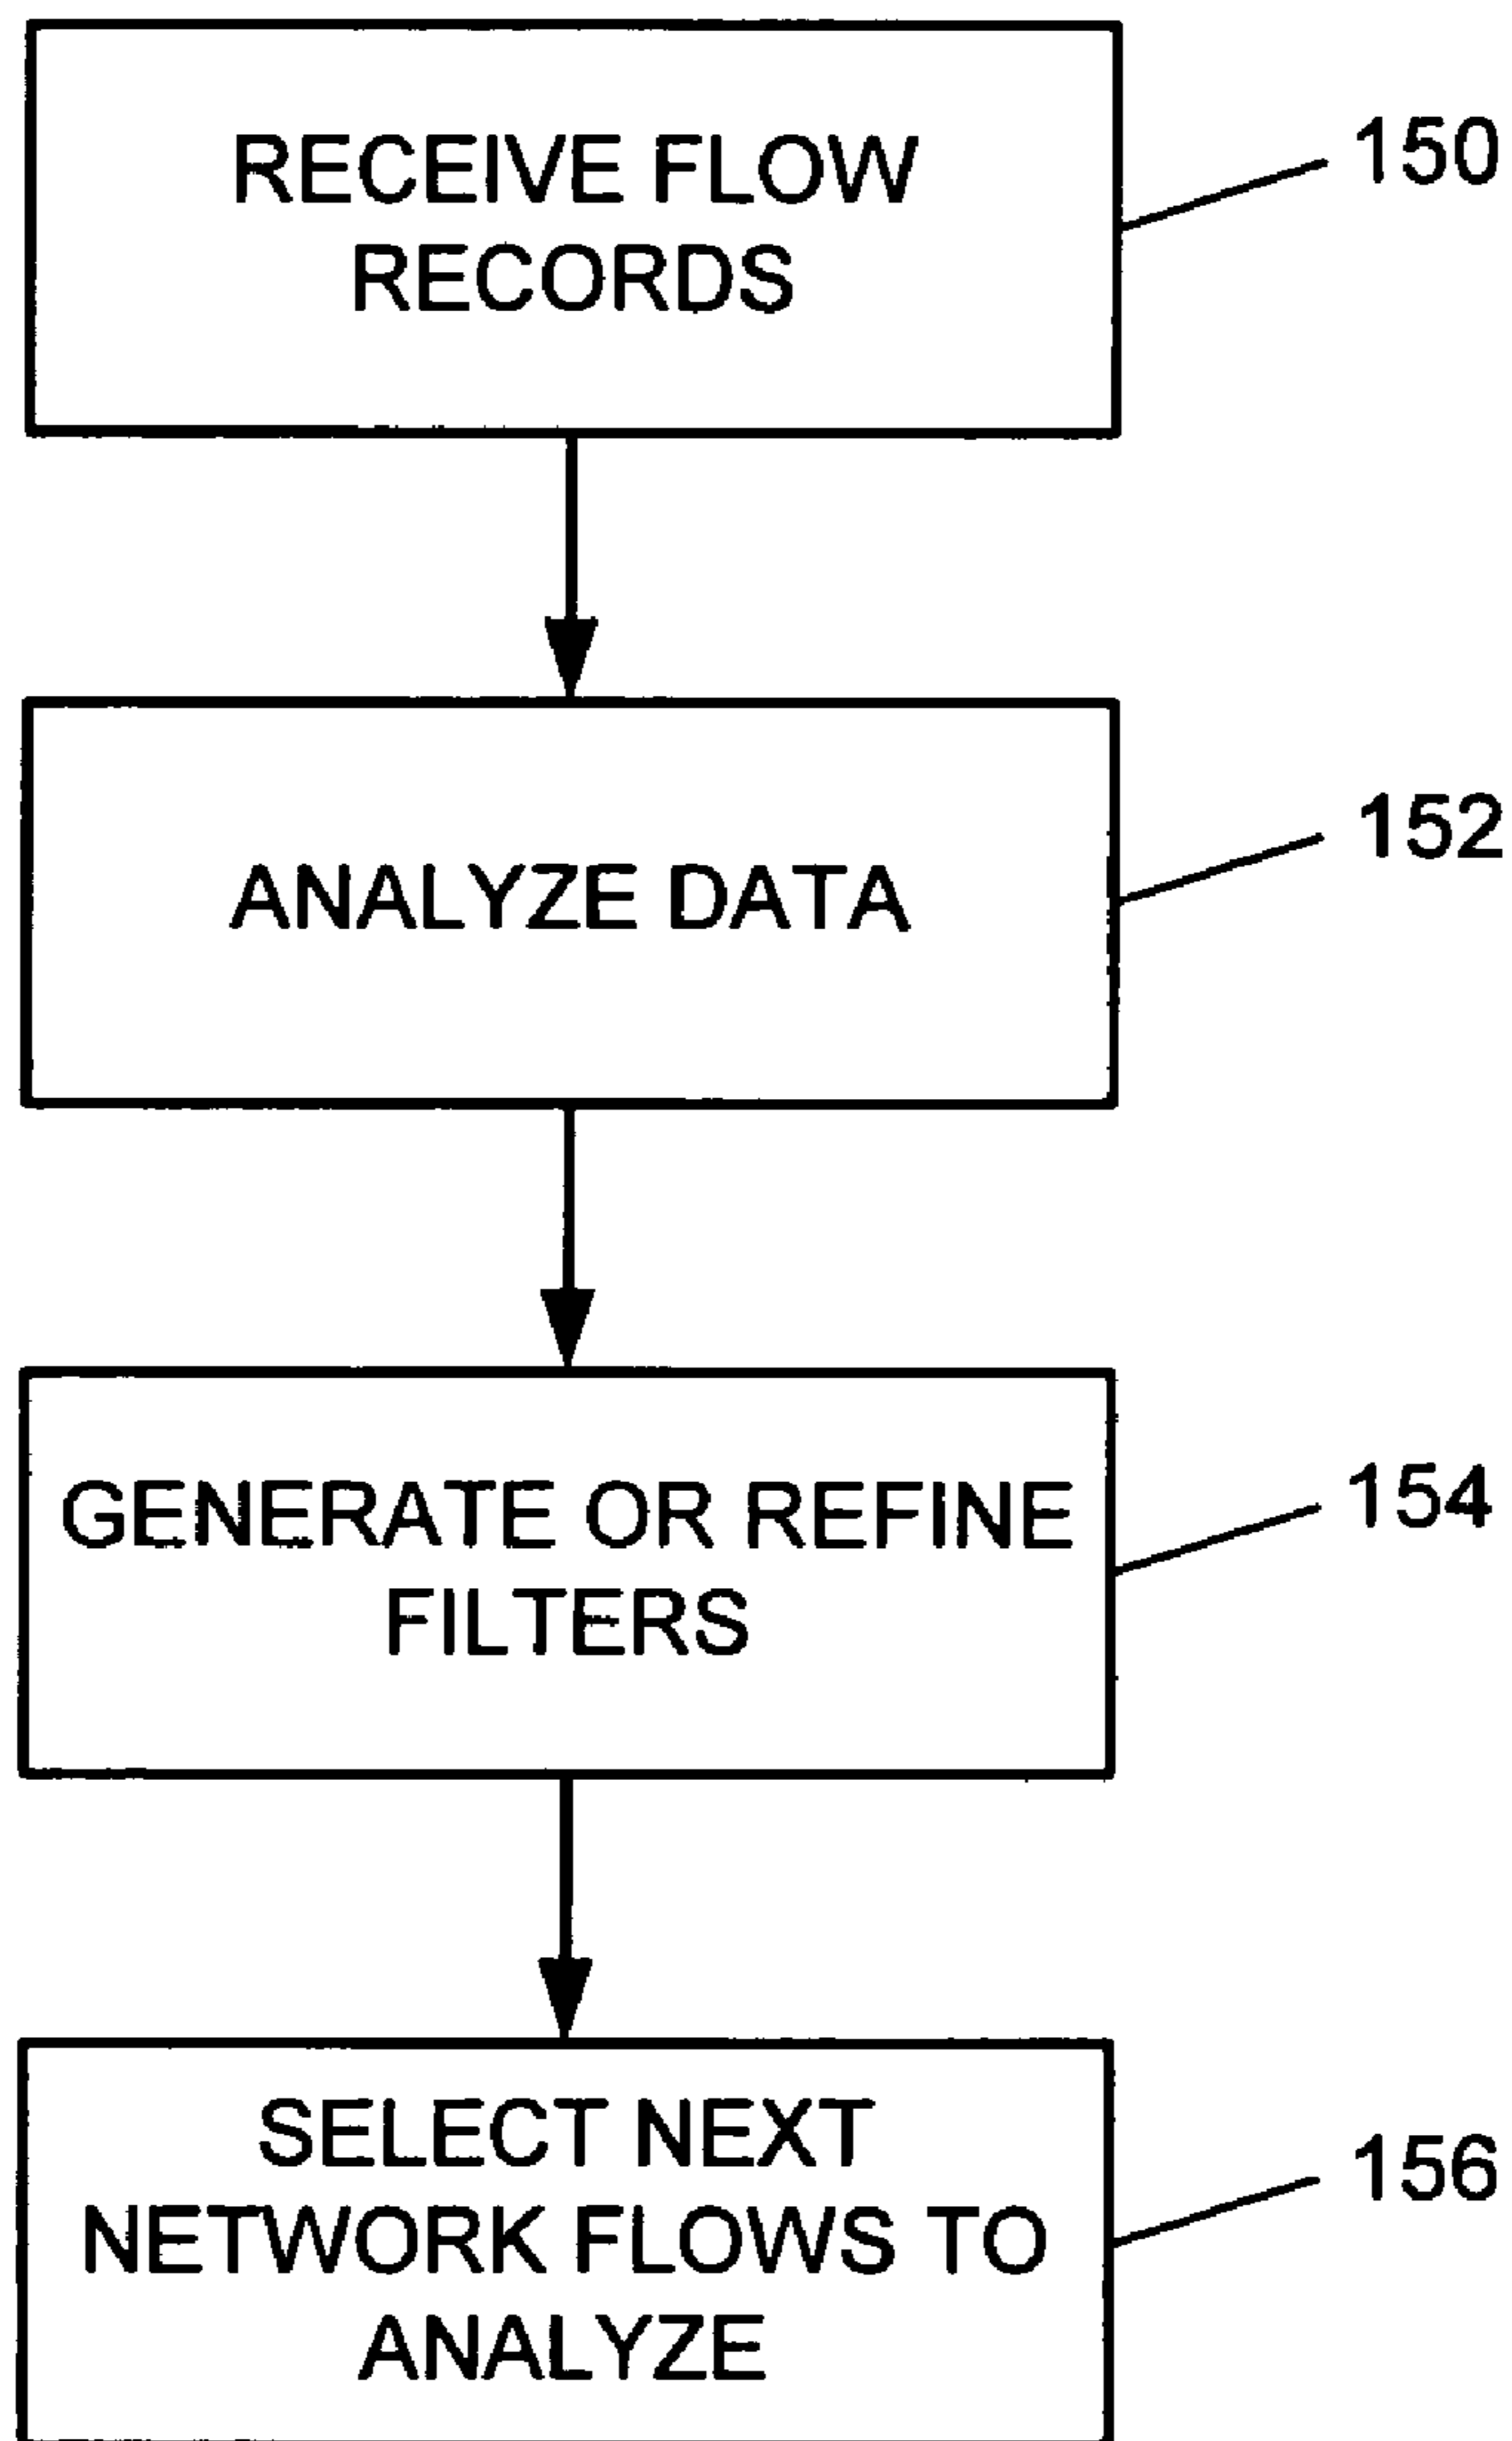 RECEIVE FLOW
RECORDS
150
ANALYZE DATA
152
GENERATE OR REFINE
FILTERS
154
SELECT NEXT
NETWORK FLOWS TO
ANALYZE
156